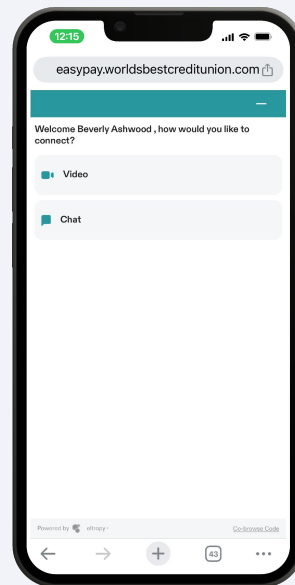 12:15
easypay.worldsbestcreditunion.com
Welcome Beverly Ashwood , how would you like to
connect?
Video
Chat
Powered by eltropy
Co-browse Code
43